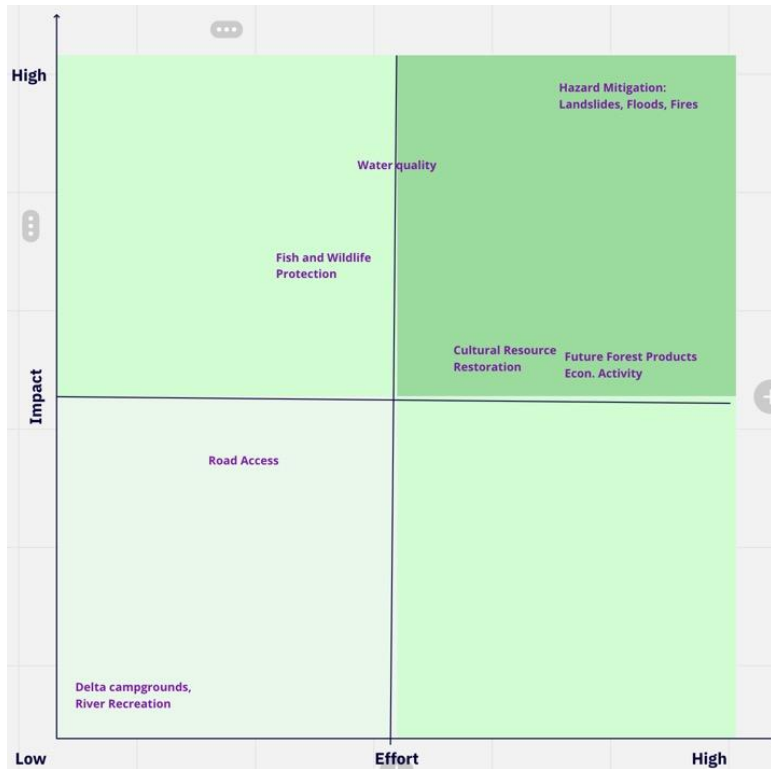 High
Hazard Mitigation:
Landslides, Floods, Fires
Water quality
Fish and Wildlife
Protection
Cultural Resource
Restoration
Future Forest Products
Econ. Activity
Impact
Road Access
Delta campgrounds,
River Recreation
Low
Effort
High